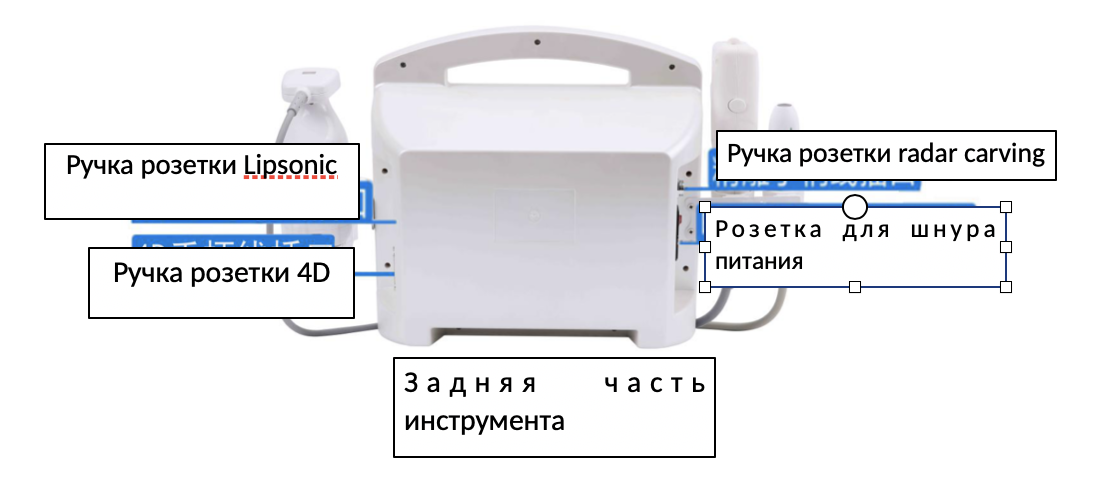 Ручка розетки Lipsonic
Ручка розетки radar carving
Розетка для шнура
питания
Ручка розетки 4D
Задняя часть
инструмента